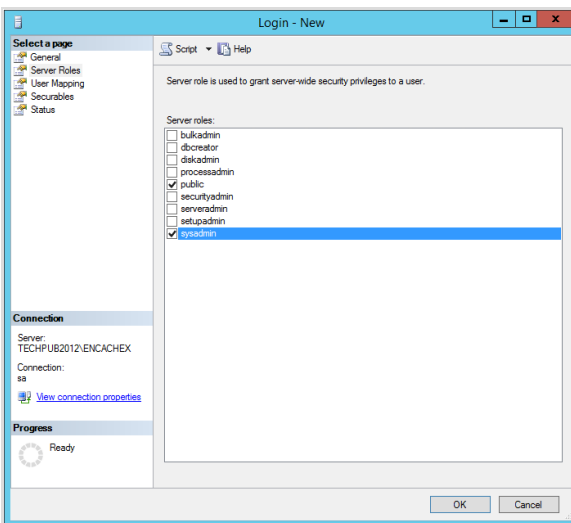 Login - New
Select a page
General
Server Roles
User Mapping
Securables
Status
Script Help
Server role is used to grant server-wide security privileges to a user.
Server roles:
bulkadmin
dbcreator
diskadmin
processadmin
public
securityadmin
serveradmin
setupadmin
sysadmin
Connection
Server:
TECHPUB2012\ENCACHEX
Connection:
sa
View connection properties
Progress
Ready
OK Cancel